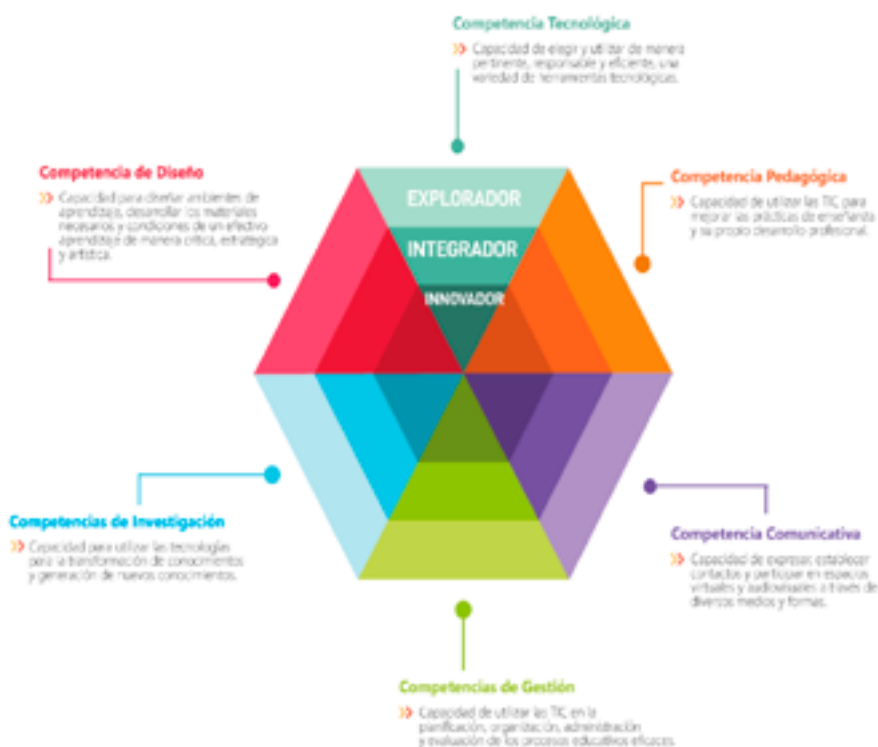 Competencia Tecnológica
Capacidad de elegir y utilizar de manera
pertinente, responsable y eficiente, una
variedad de herramientas tecnológicas.
Competencia de Diseño
Capacidad para diseñar ambientes de
aprendizaje, desarrollar los materiales
necesarios y condiciones de un efectivo
aprendizaje de manera crítica, estratégica
y artística.
EXPLORADOR
INTEGRADOR
INNOVADOR
Competencia Pedagógica
Capacidad de utilizar las TIC para
mejorar las prácticas de enseñanza
y su propio desarrollo profesional.
Competencias de Investigación
Capacidad para utilizar las tecnologías
para la transformación de conocimientos
y generación de nuevos conocimientos.
Competencia Comunicativa
Capacidad de expresar, establecer
contactos y participar en espacios
virtuales y audiovisuales a través de
diversos medios y formas.
Competencias de Gestión
Capacidad de utilizar las TIC en la
planificación, organización, administración
y evaluación de los procesos educativos eficaces.